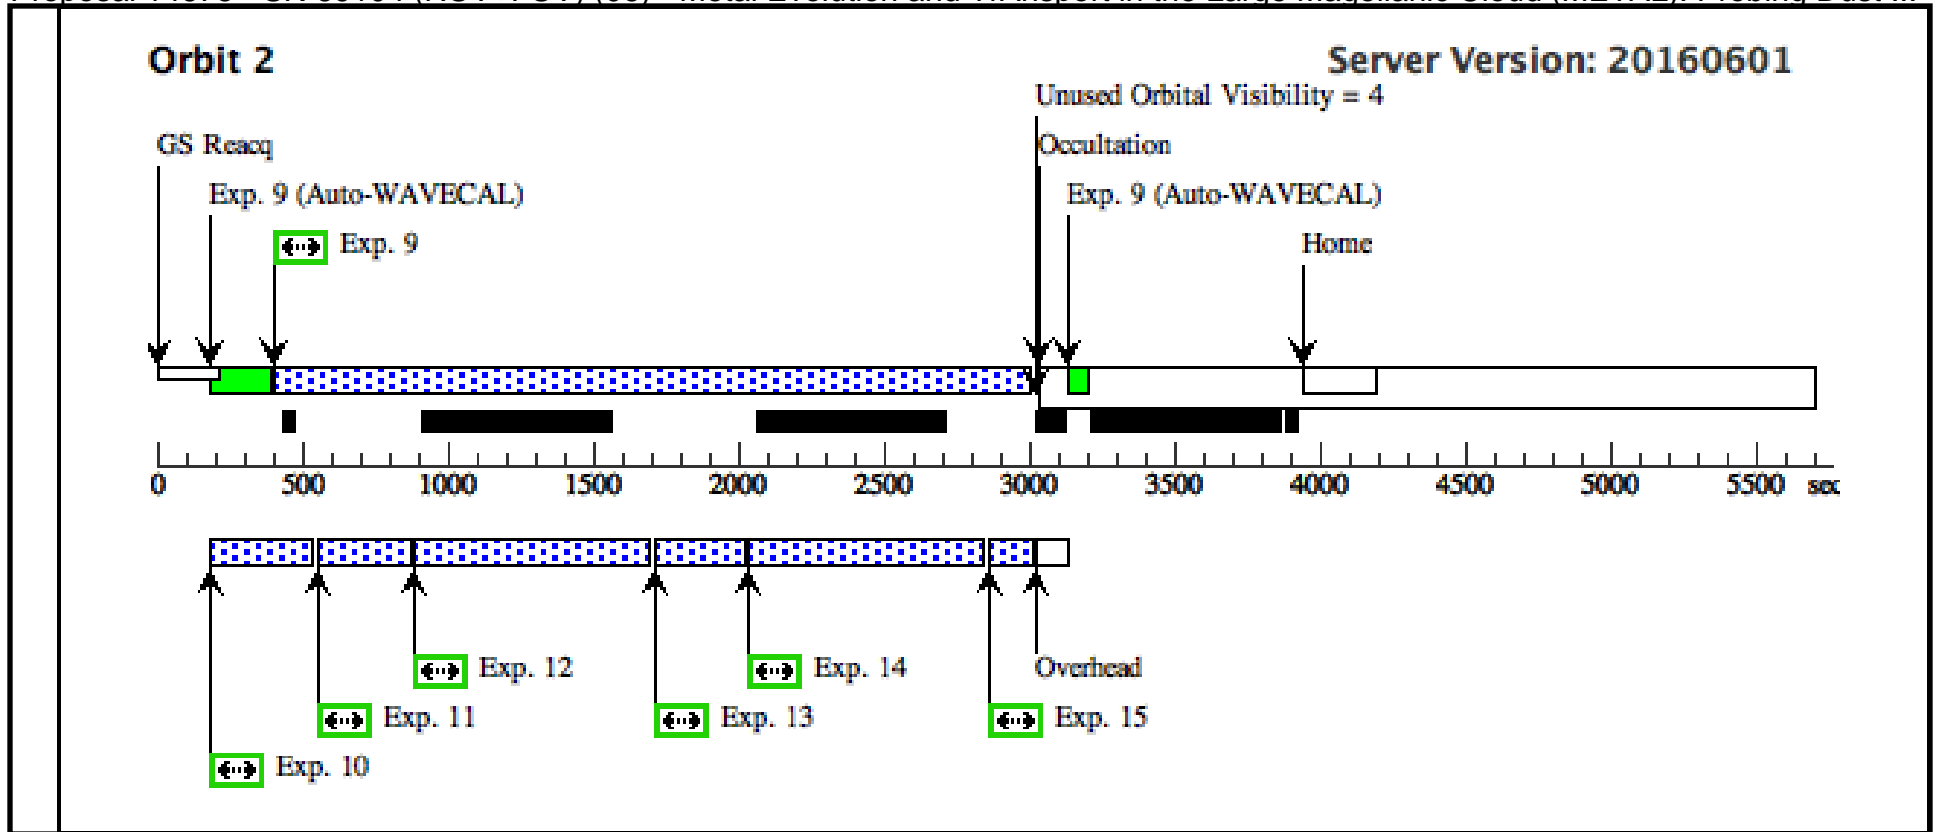 Orbit 2
Server Version: 20160601
Unused Orbital Visibility = 4
GS Reacq
Occultation
Exp. 9 (Auto-WAVECAL)
Exp. 9 (Auto-WAVECAL)
Exp. 9
Home
0 500 1000 1500 2000 2500 3000 3500 4000 4500 5000 5500 sec
Exp. 12
Exp. 14
Overhead
Exp. 11
Exp. 13
Exp. 15
Exp. 10